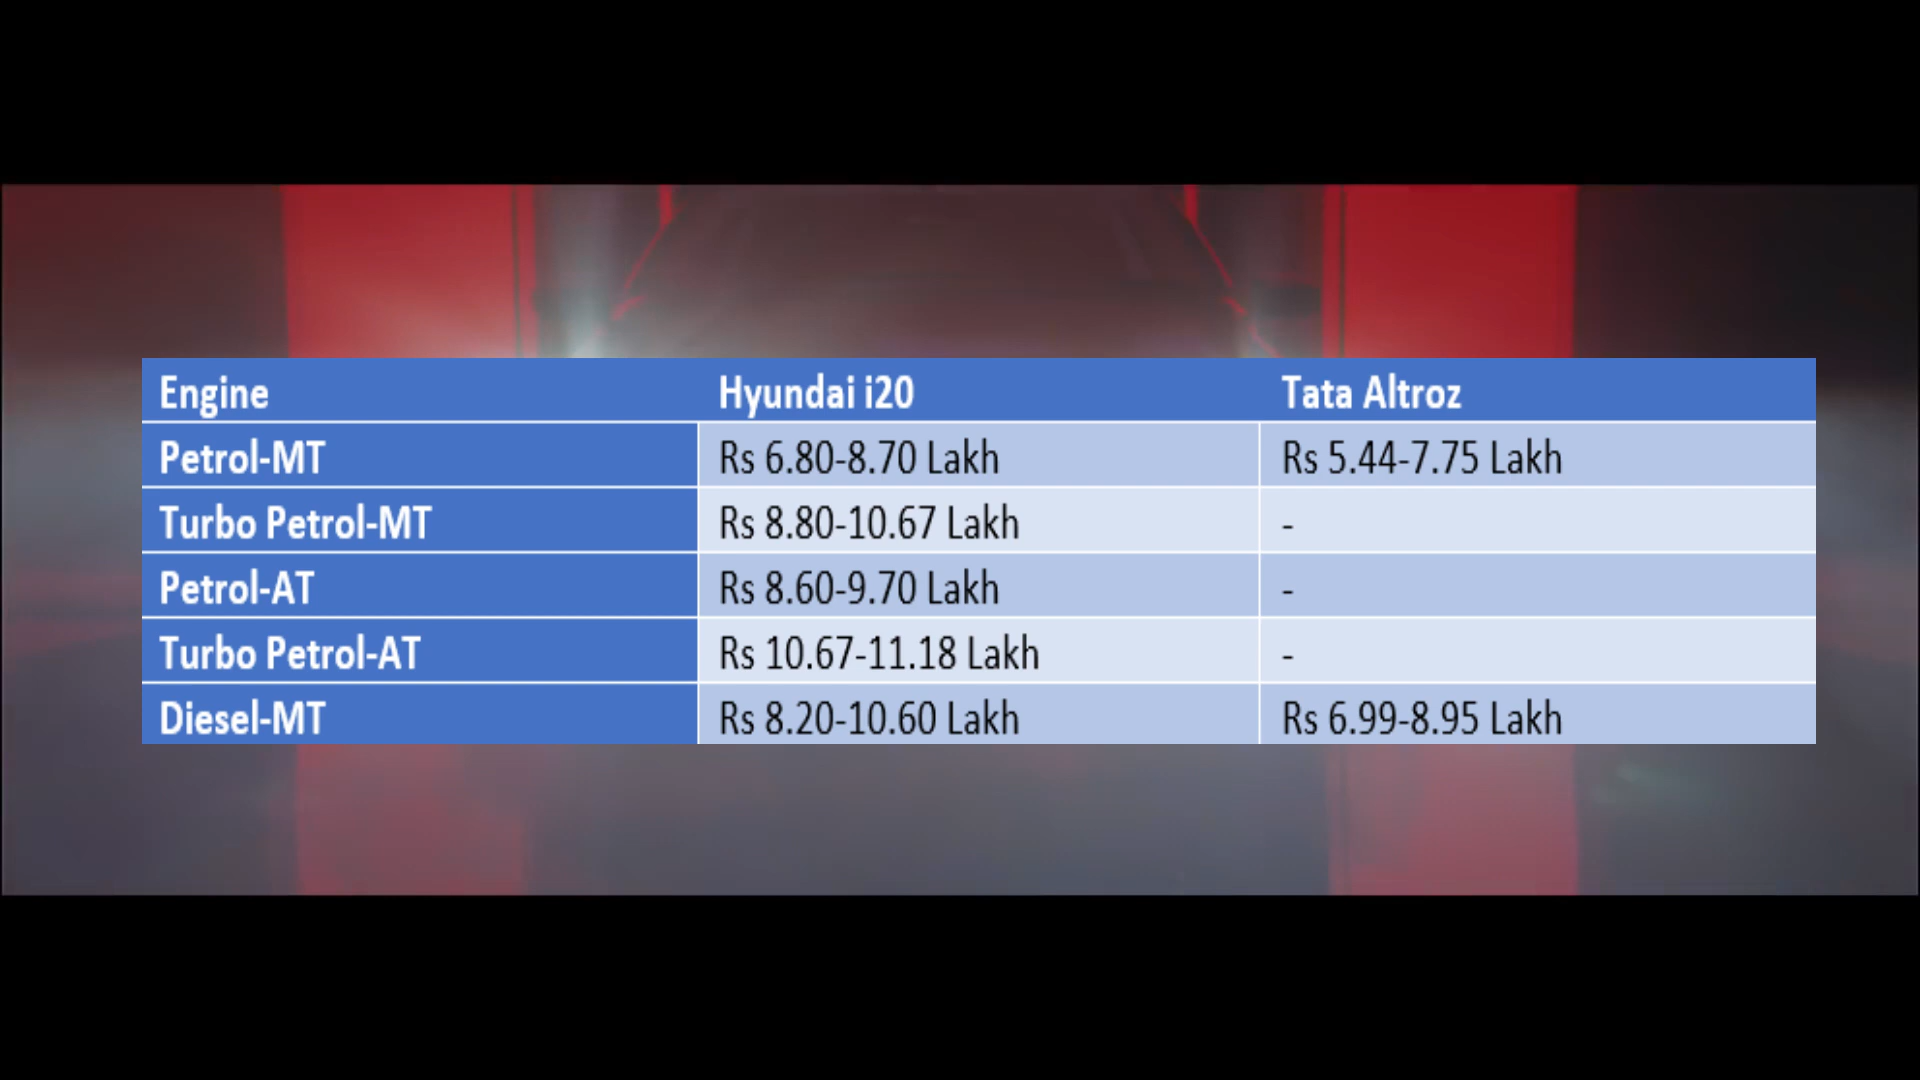 Engine Hyundai i20 Tata Altroz
Petrol-MT Rs 6.80-8.70 Lakh Rs 5.44-7.75 Lakh
Turbo Petrol-MT Rs 8.80-10.67 Lakh -
Petrol-AT Rs 8.60-9.70 Lakh -
Turbo Petrol-AT Rs 10.67-11.18 Lakh -
Diesel-MT Rs 8.20-10.60 Lakh Rs 6.99-8.95 Lakh